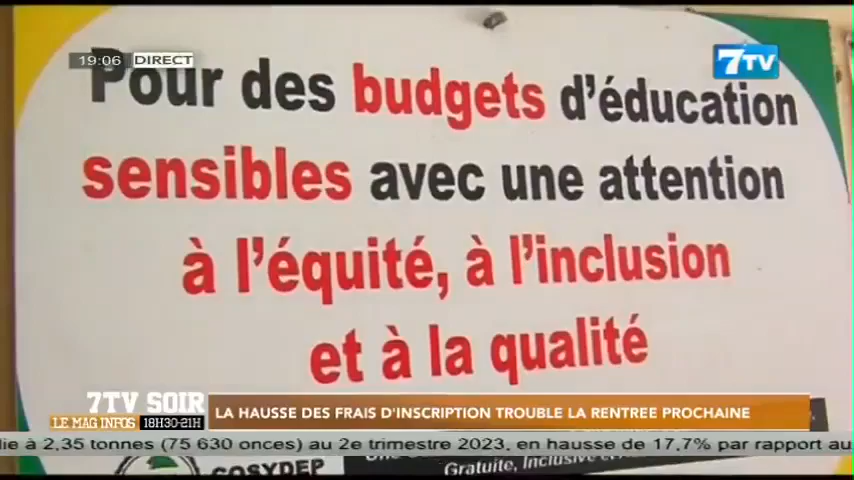 19:06 DIRECT
7TV
Pour des budgets d'éducation
sensibles avec une attention
à l'équité, à l'inclusion
et à la qualité
7TV SOIR
LE MAG INFOS 18H30-21H
LA HAUSSE DES FRAIS D'INSCRIPTION TROUBLE LA RENTREE PROCHAINE
lie à 2,35 tonnes (75 630 onces) au 2e trimestre 2023, en hausse de 17,7% par rapport au
COSYDEP
Gratuite, Inclusive